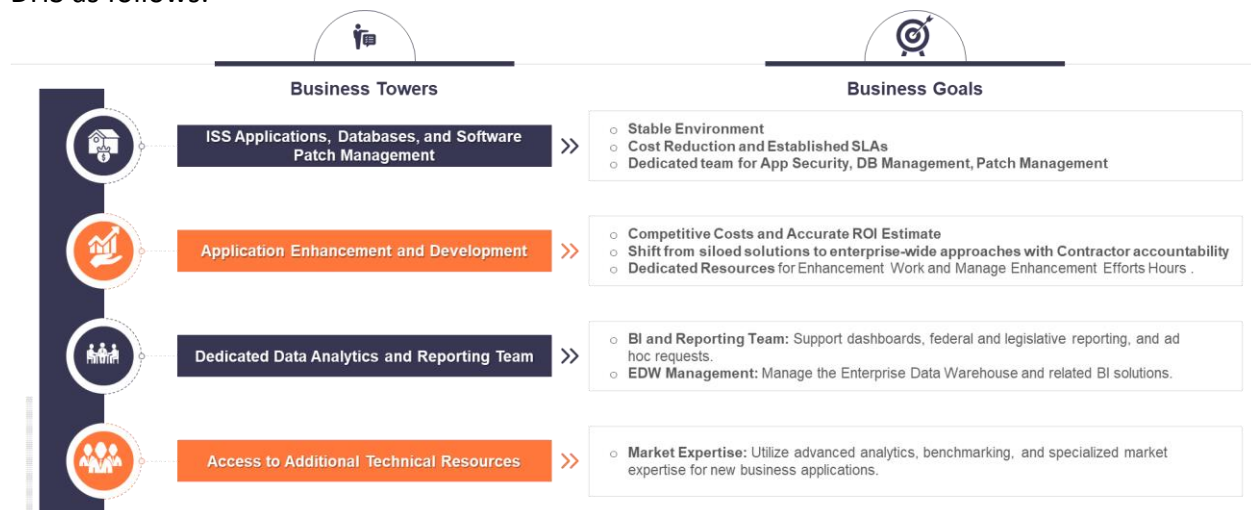 DHS as follows:
Business Towers
Business Goals
ISS Applications, Databases, and Software
Patch Management
○ Stable Environment
○ Cost Reduction and Established SLAs
○ Dedicated team for App Security, DB Management, Patch Management
Application Enhancement and Development
○ Competitive Costs and Accurate ROI Estimate
○ Shift from siloed solutions to enterprise-wide approaches with Contractor accountability
○ Dedicated Resources for Enhancement Work and Manage Enhancement Efforts Hours .
Dedicated Data Analytics and Reporting Team
○ BI and Reporting Team: Support dashboards, federal and legislative reporting, and ad
hoc requests.
○ EDW Management: Manage the Enterprise Data Warehouse and related BI solutions.
Access to Additional Technical Resources
○ Market Expertise: Utilize advanced analytics, benchmarking, and specialized market
expertise for new business applications.